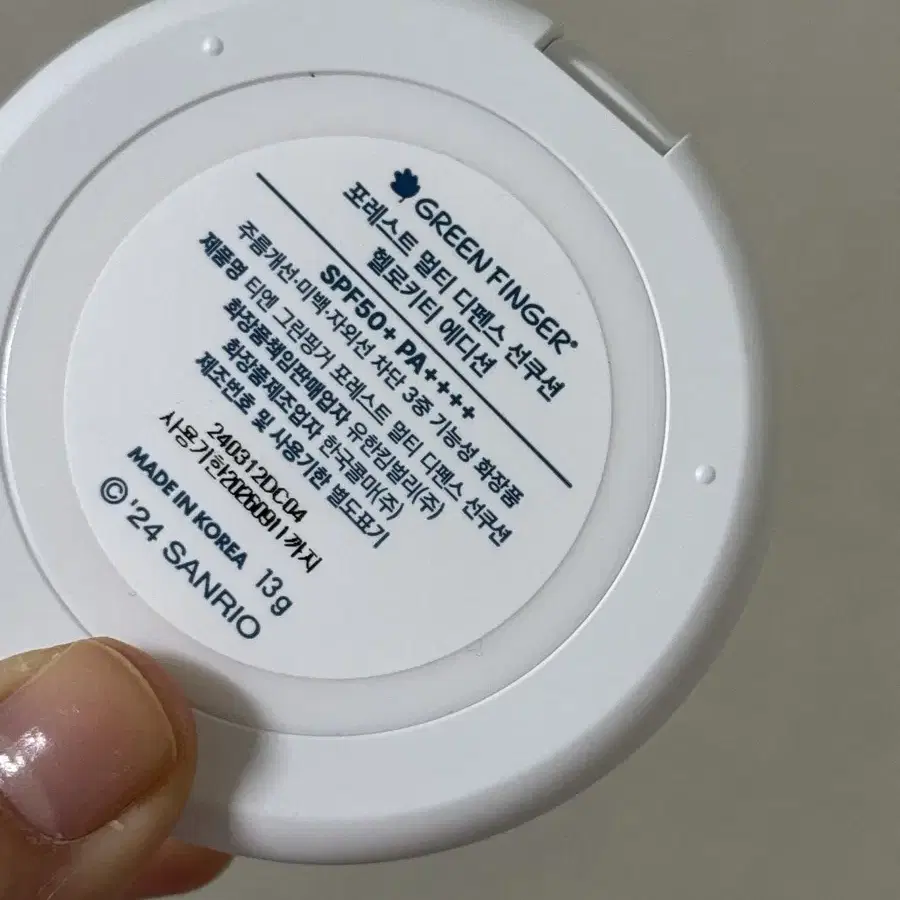 GREEN FINGER®
포레스트 멀티 디펜스 선쿠션
헬로키티 에디션
SPF50+ PA++++
주름개선·미백·자외선 차단 3중 기능성 화장품
제품명 티엔 그린핑거 포레스트 멀티 디펜스 선쿠션
화장품책임판매업자 유한킴벌리(주)
화장품제조업자 한국콜마(주)
제조번호 및 사용기한 별도표기
240312DC04
사용기한20260911까지
MADE IN KOREA 13g
© '24 SANRIO